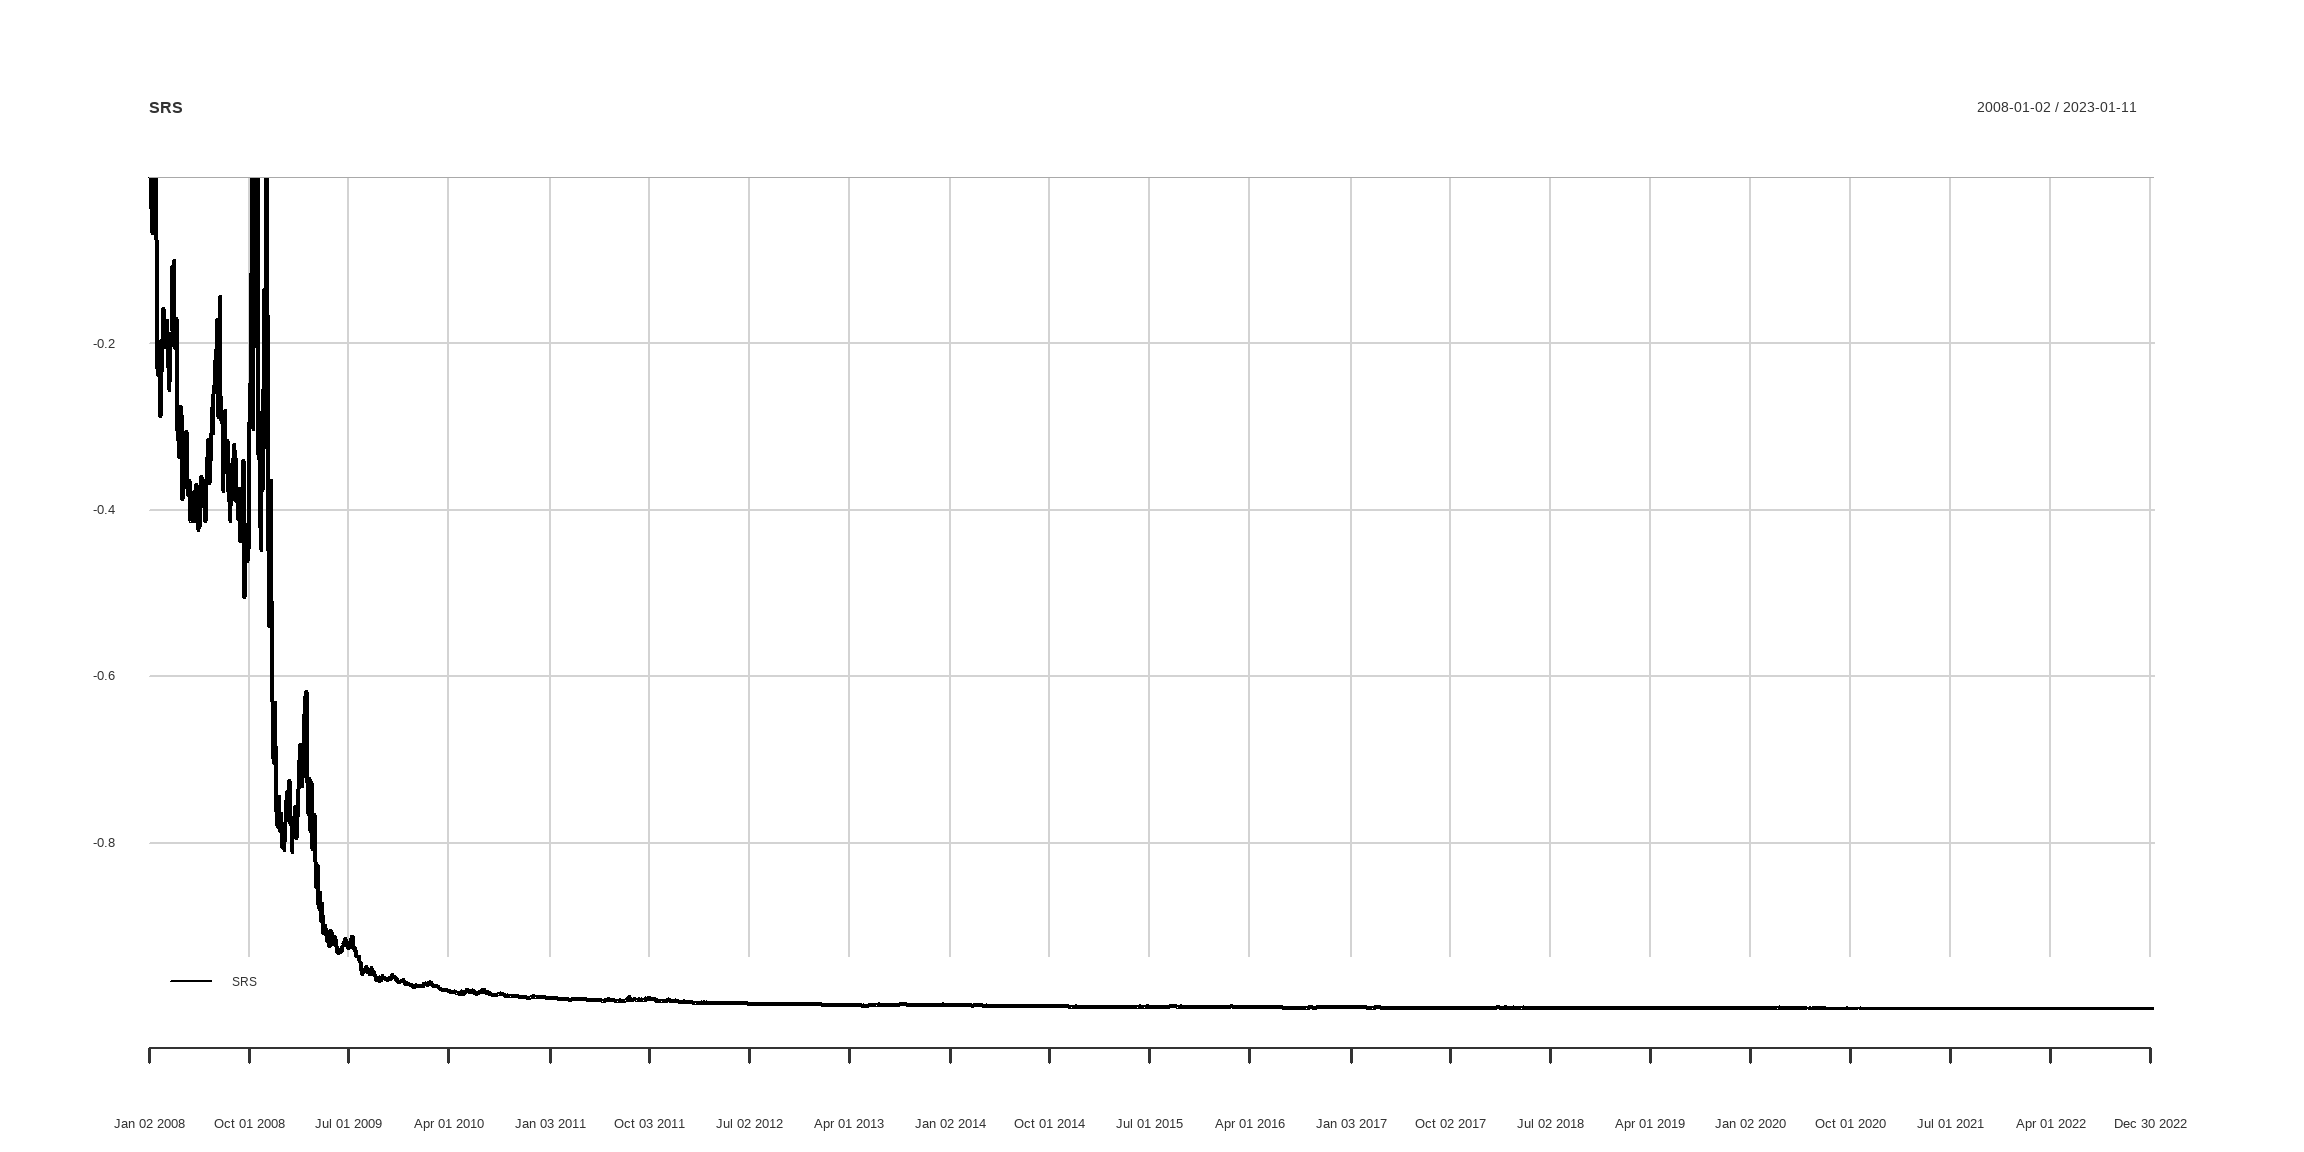 SRS
2008-01-02 / 2023-01-11
-0.2
-0.4
-0.6
-0.8
SRS
Jan 02 2008 Oct 01 2008 Jul 01 2009 Apr 01 2010 Jan 03 2011 Oct 03 2011 Jul 02 2012 Apr 01 2013 Jan 02 2014 Oct 01 2014 Jul 01 2015 Apr 01 2016 Jan 03 2017 Oct 02 2017 Jul 02 2018 Apr 01 2019 Jan 02 2020 Oct 01 2020 Jul 01 2021 Apr 01 2022 Dec 30 2022